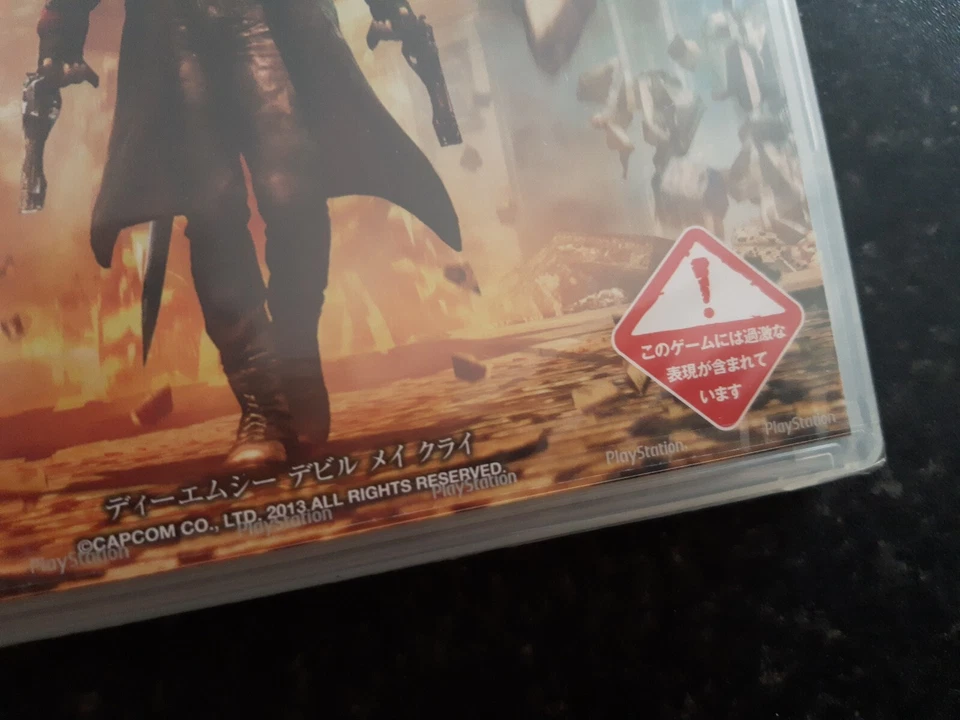 このゲームには過激な
表現が含まれて
います
ディーエムシー デビル メイ クライ
©CAPCOM CO., LTD. 2013 ALL RIGHTS RESERVED.
PlayStation PlayStation PlayStation PlayStation PlayStation